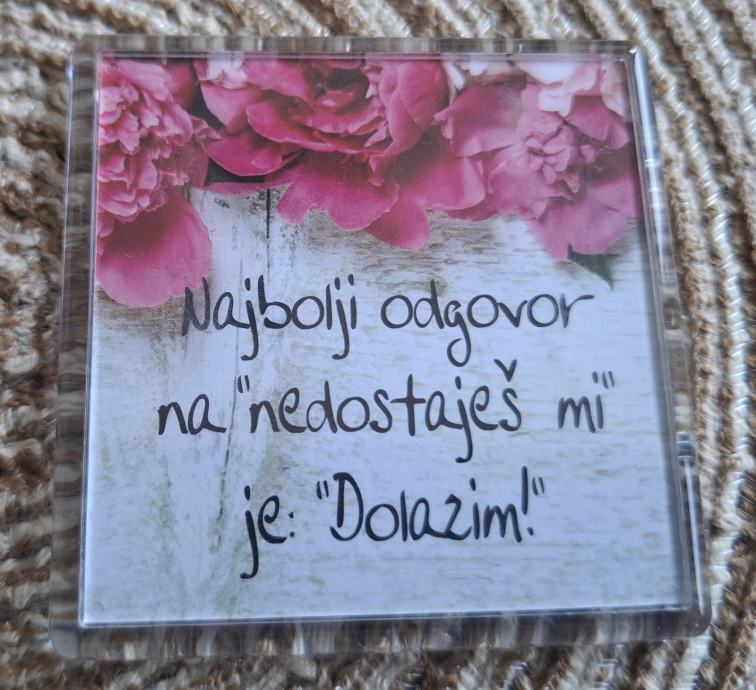 Najbolji odgovor
na "nedostaješ mi"
je: "Dolazim!"